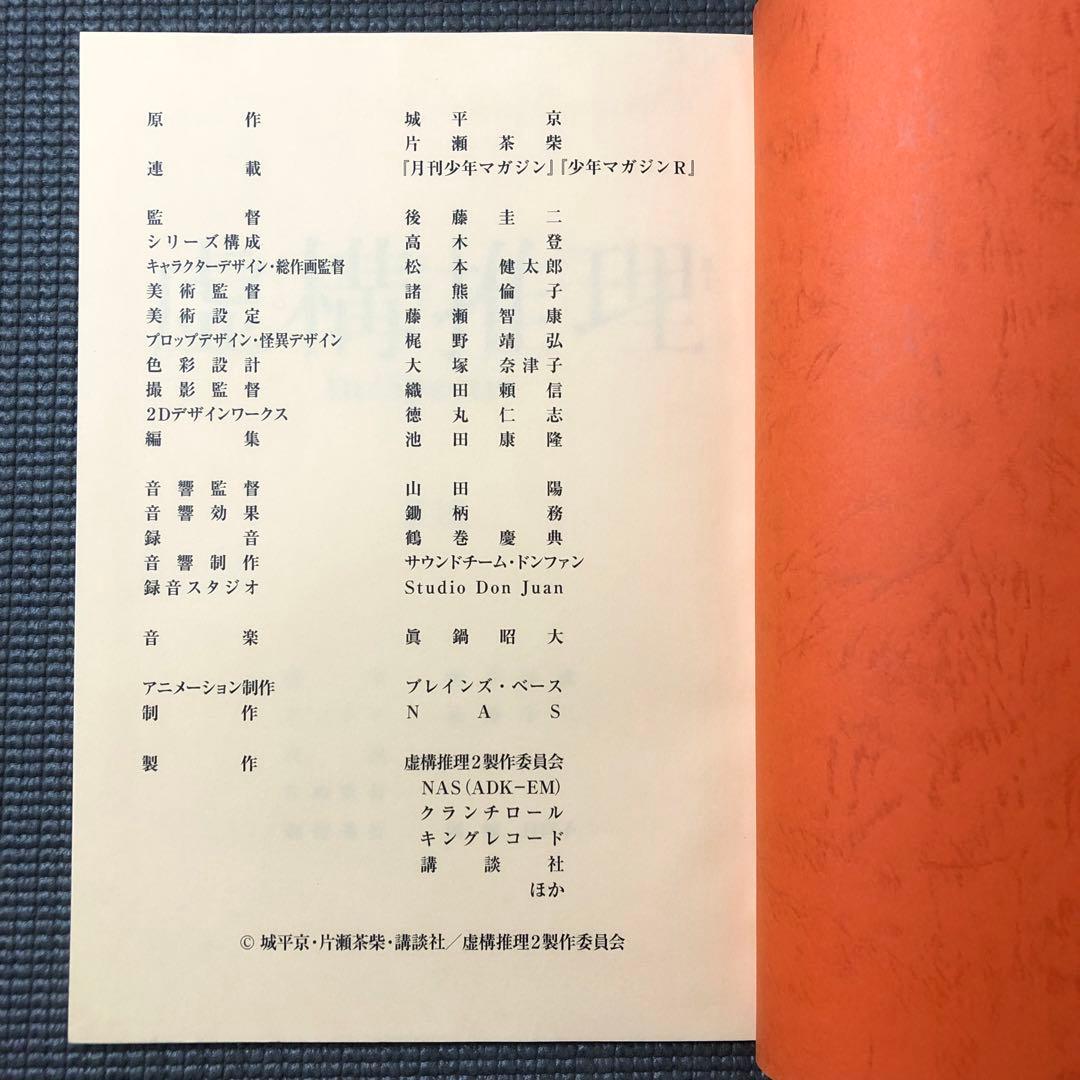 原作 城平京
片瀬茶柴
連載 『月刊少年マガジン』『少年マガジンR』
監督 後藤圭二
シリーズ構成 高木登
キャラクターデザイン・総作画監督 松本健太郎
美術監督 諸熊倫子
美術設定 藤瀬智康
プロップデザイン・怪異デザイン 梶野靖弘
色彩設計 大塚奈津子
撮影監督 織田頼信
2Dデザインワークス 徳丸仁志
編集 池田康隆
音響監督 山田陽
音響効果 鋤柄務
録音 鶴巻慶典
音響制作 サウンドチーム・ドンファン
録音スタジオ Studio Don Juan
音楽 眞鍋昭大
アニメーション制作 ブレインズ・ベース
制作 NAS
製作 虚構推理2製作委員会
NAS(ADK-EM)
クランチロール
キングレコード
講談社
ほか
© 城平京・片瀬茶柴・講談社／虚構推理2製作委員会